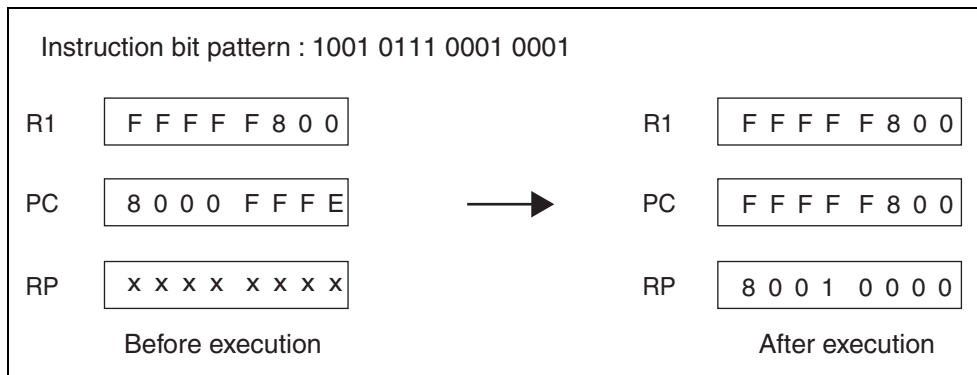 Instruction bit pattern : 1001 0111 0001 0001
R1 F F F F F 8 0 0 R1 F F F F F 8 0 0
PC 8 0 0 0 F F F E PC F F F F F 8 0 0
RP x x x x x x x x RP 8 0 0 1 0 0 0 0
Before execution After execution